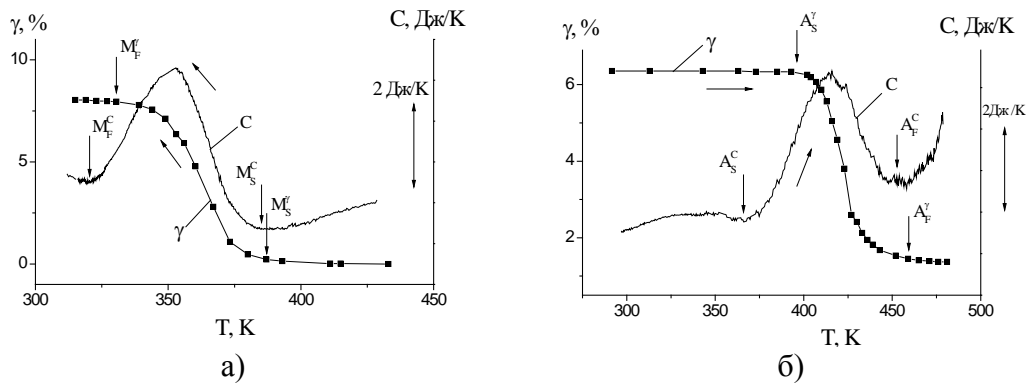 γ, %
C, Дж/K
M_F^γ
10
2 Дж/K
M_F^C
C
5
M_S^C
M_S^γ
γ
0
300
350
400
450
T, K
а)
γ, %
C, Дж/K
A_S^γ
γ
6
C
2Дж/K
A_F^C
4
A_S^C
A_F^γ
2
300
400
450
500
T, K
б)